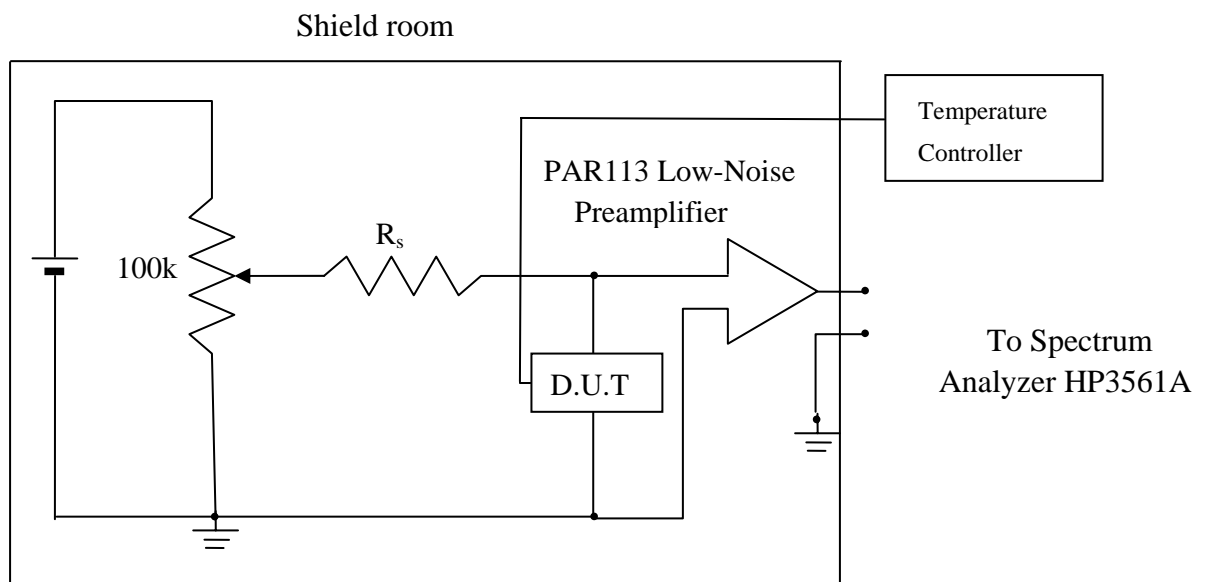 Shield room
Temperature
Controller
PAR113 Low-Noise
Preamplifier
Rs
100k
D.U.T
To Spectrum
Analyzer HP3561A